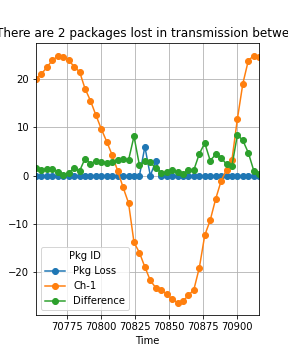 There are 2 packages lost in transmission betwe
20
10
0
−10
−20
Pkg ID
Pkg Loss
Ch-1
Difference
70775 70800 70825 70850 70875 70900
Time